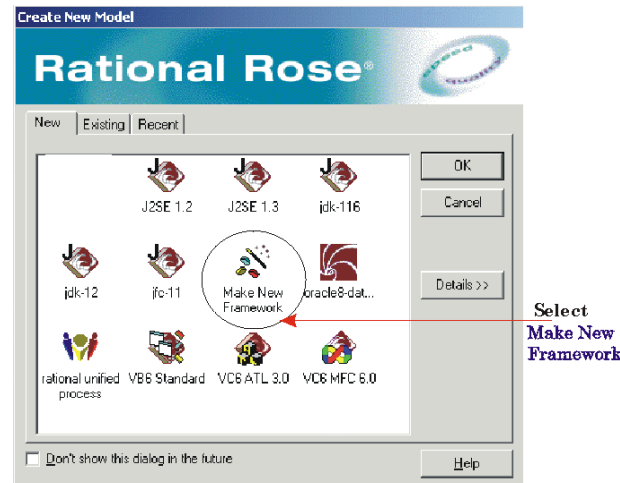 Create New Model
Rational Rose®
speed
quality
New Existing Recent
J2SE 1.2 J2SE 1.3 jdk-116
OK
Cancel
jdk-12 jfc-11 Make New Framework oracle8-dat...
Details >>
Select
Make New
Framework
rational unified process VB6 Standard VC6 ATL 3.0 VC6 MFC 6.0
Don't show this dialog in the future
Help